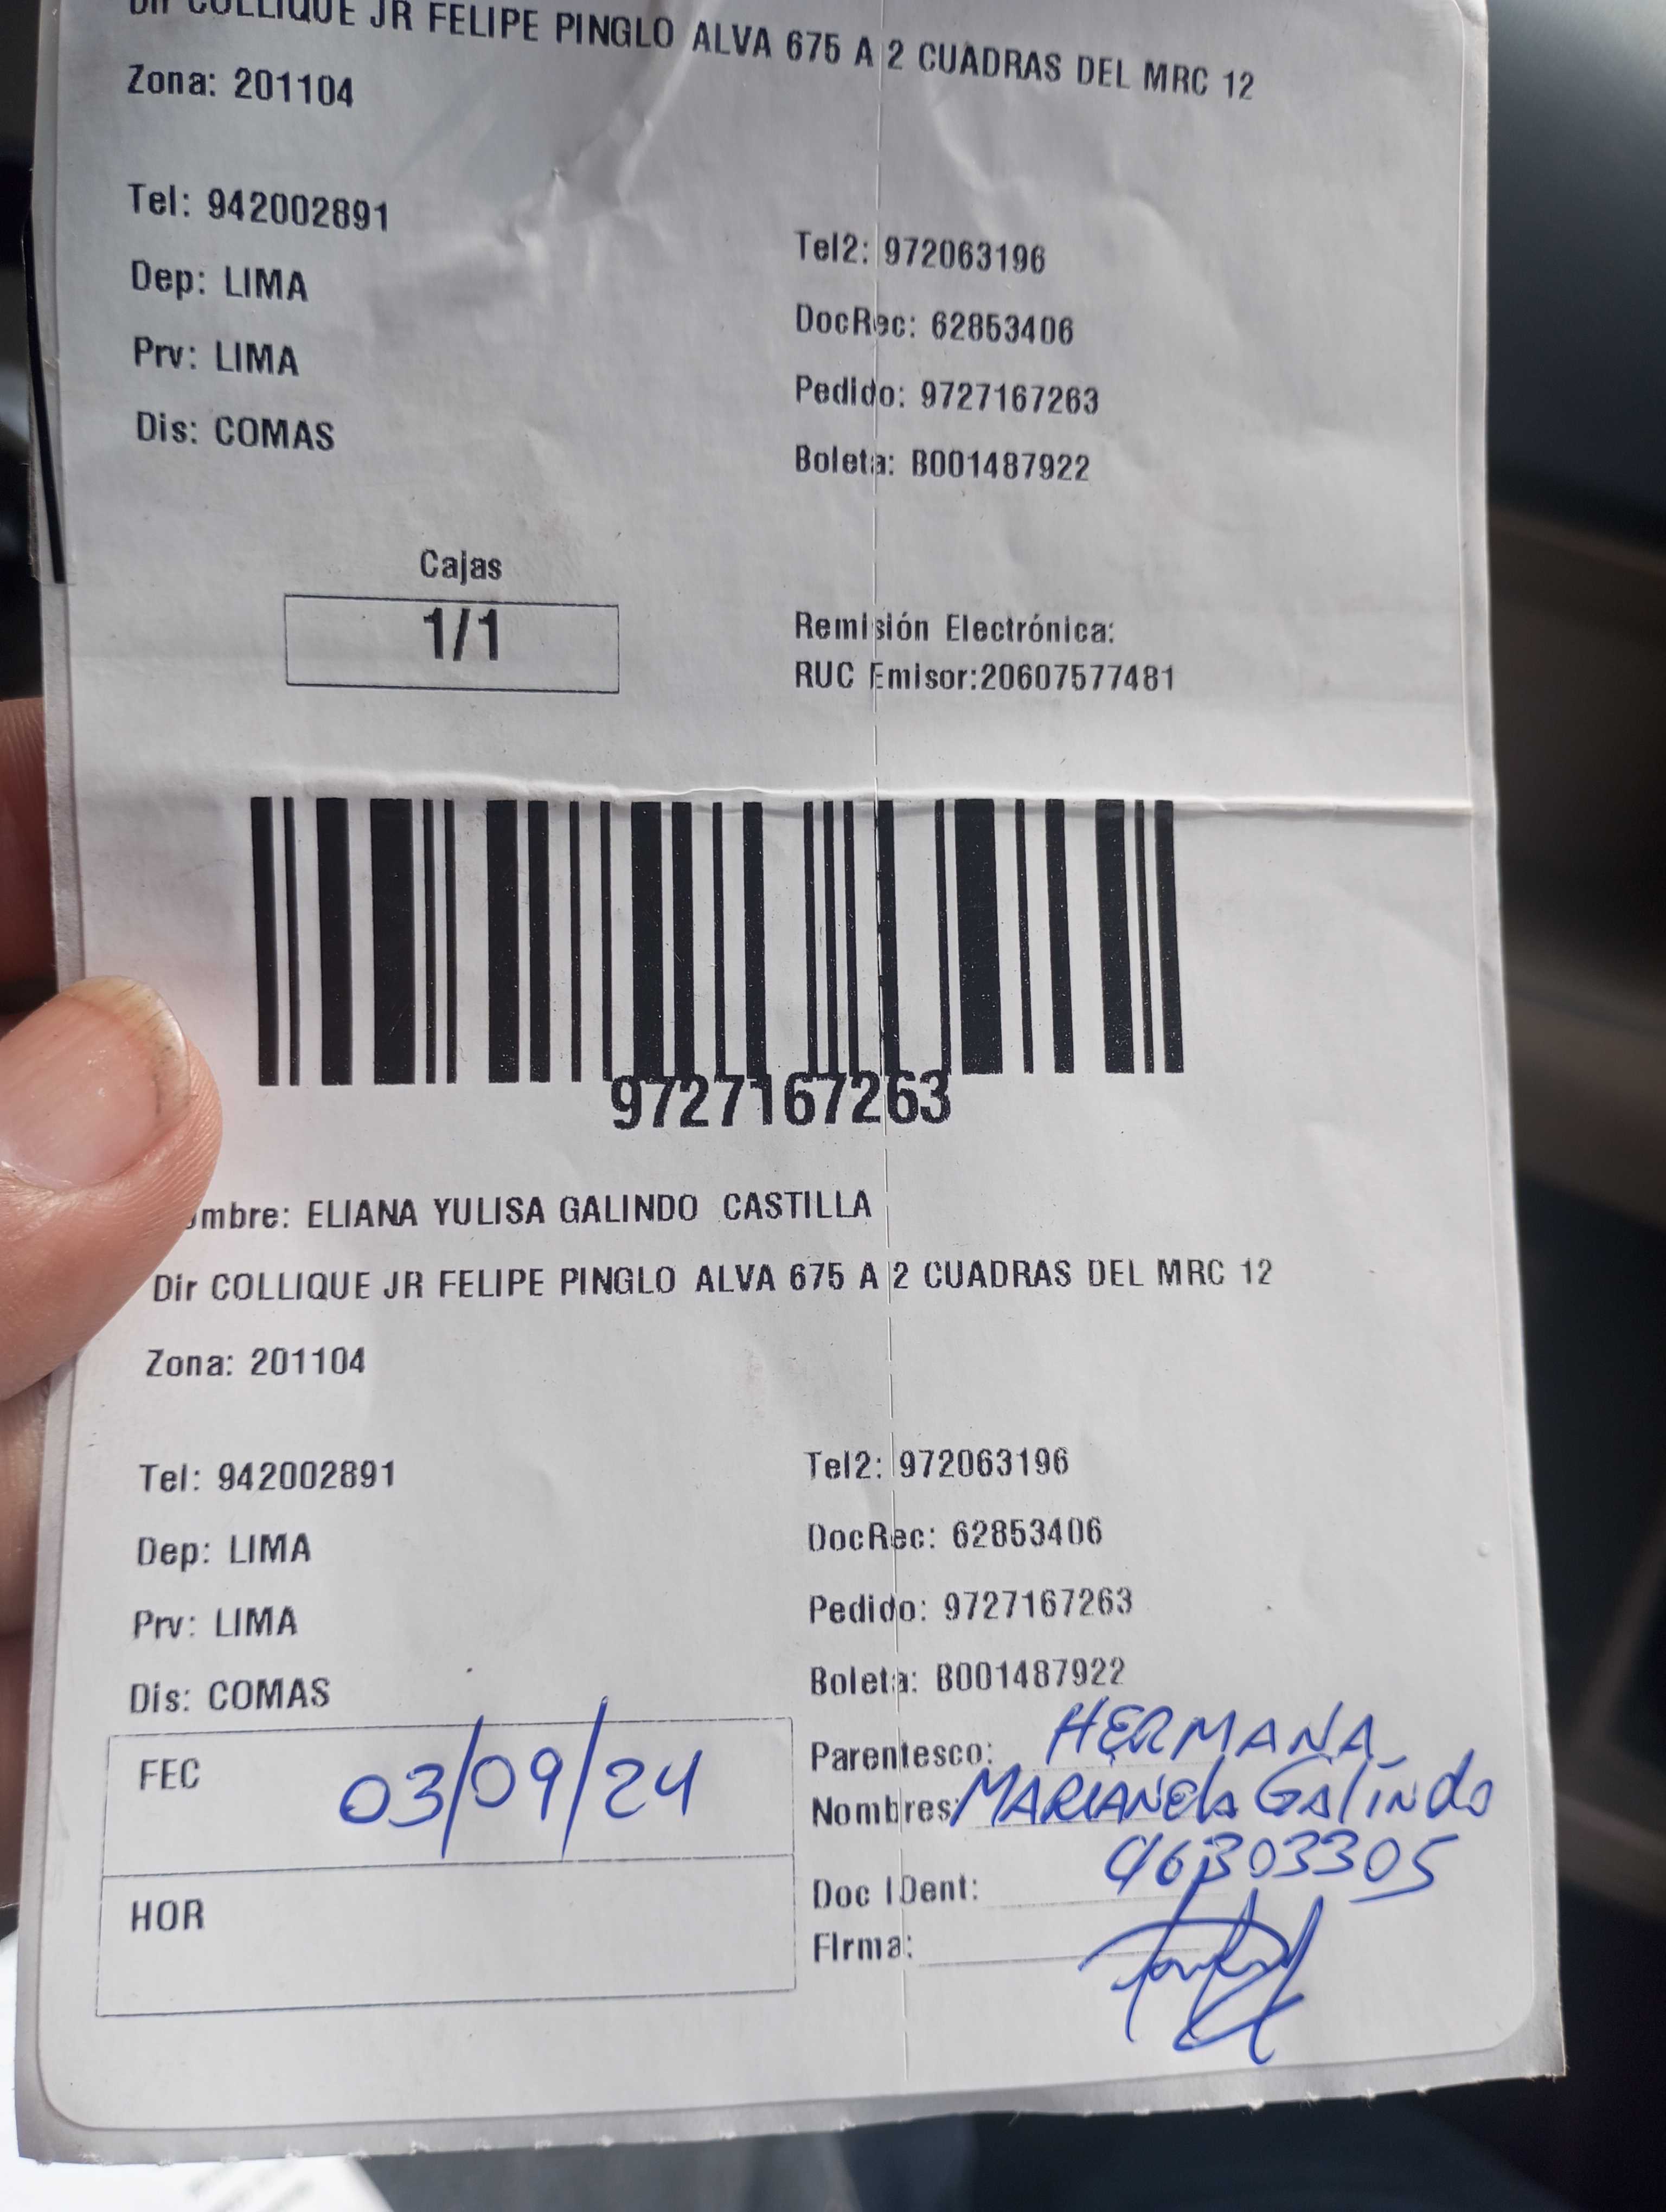 Dir COLLIQUE JR FELIPE PINGLO ALVA 675 A 2 CUADRAS DEL MRC 12
Zona: 201104
Tel: 942002891
Tel2: 972063196
Dep: LIMA
DocRec: 62853406
Prv: LIMA
Pedido: 9727167263
Dis: COMAS
Boleta: B001487922
Cajas
1/1
Remisión Electrónica:
RUC Emisor:20607577481
9727167263
ombre: ELIANA YULISA GALINDO CASTILLA
Dir COLLIQUE JR FELIPE PINGLO ALVA 675 A 2 CUADRAS DEL MRC 12
Zona: 201104
Tel: 942002891
Tel2: 972063196
Dep: LIMA
DocRec: 62853406
Prv: LIMA
Pedido: 9727167263
Dis: COMAS
Boleta: B001487922
FEC 03/09/24
Parentesco: HERMANA
Nombres: MARIANELA Galindo
HOR
Doc IDent: 46303305
Firma: